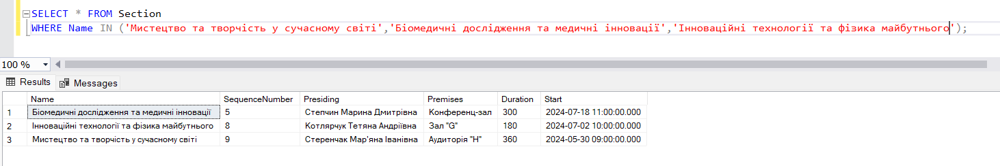 SELECT * FROM Section
WHERE Name IN ('Мистецтво та творчість у сучасному світі','Біомедичні дослідження та медичні інновації','Інноваційні технології та фізика майбутнього');
100 %
Results Messages
Name SequenceNumber Presiding Premises Duration Start
1 Біомедичні дослідження та медичні інновації 5 Степчин Марина Дмитрівна Конференц-зал 300 2024-07-18 11:00:00.000
2 Інноваційні технології та фізика майбутнього 8 Котлярчук Тетяна Андріївна Зал "G" 180 2024-07-02 10:00:00.000
3 Мистецтво та творчість у сучасному світі 9 Стеренчак Мар'яна Іванівна Аудиторія "H" 360 2024-05-30 09:00:00.000